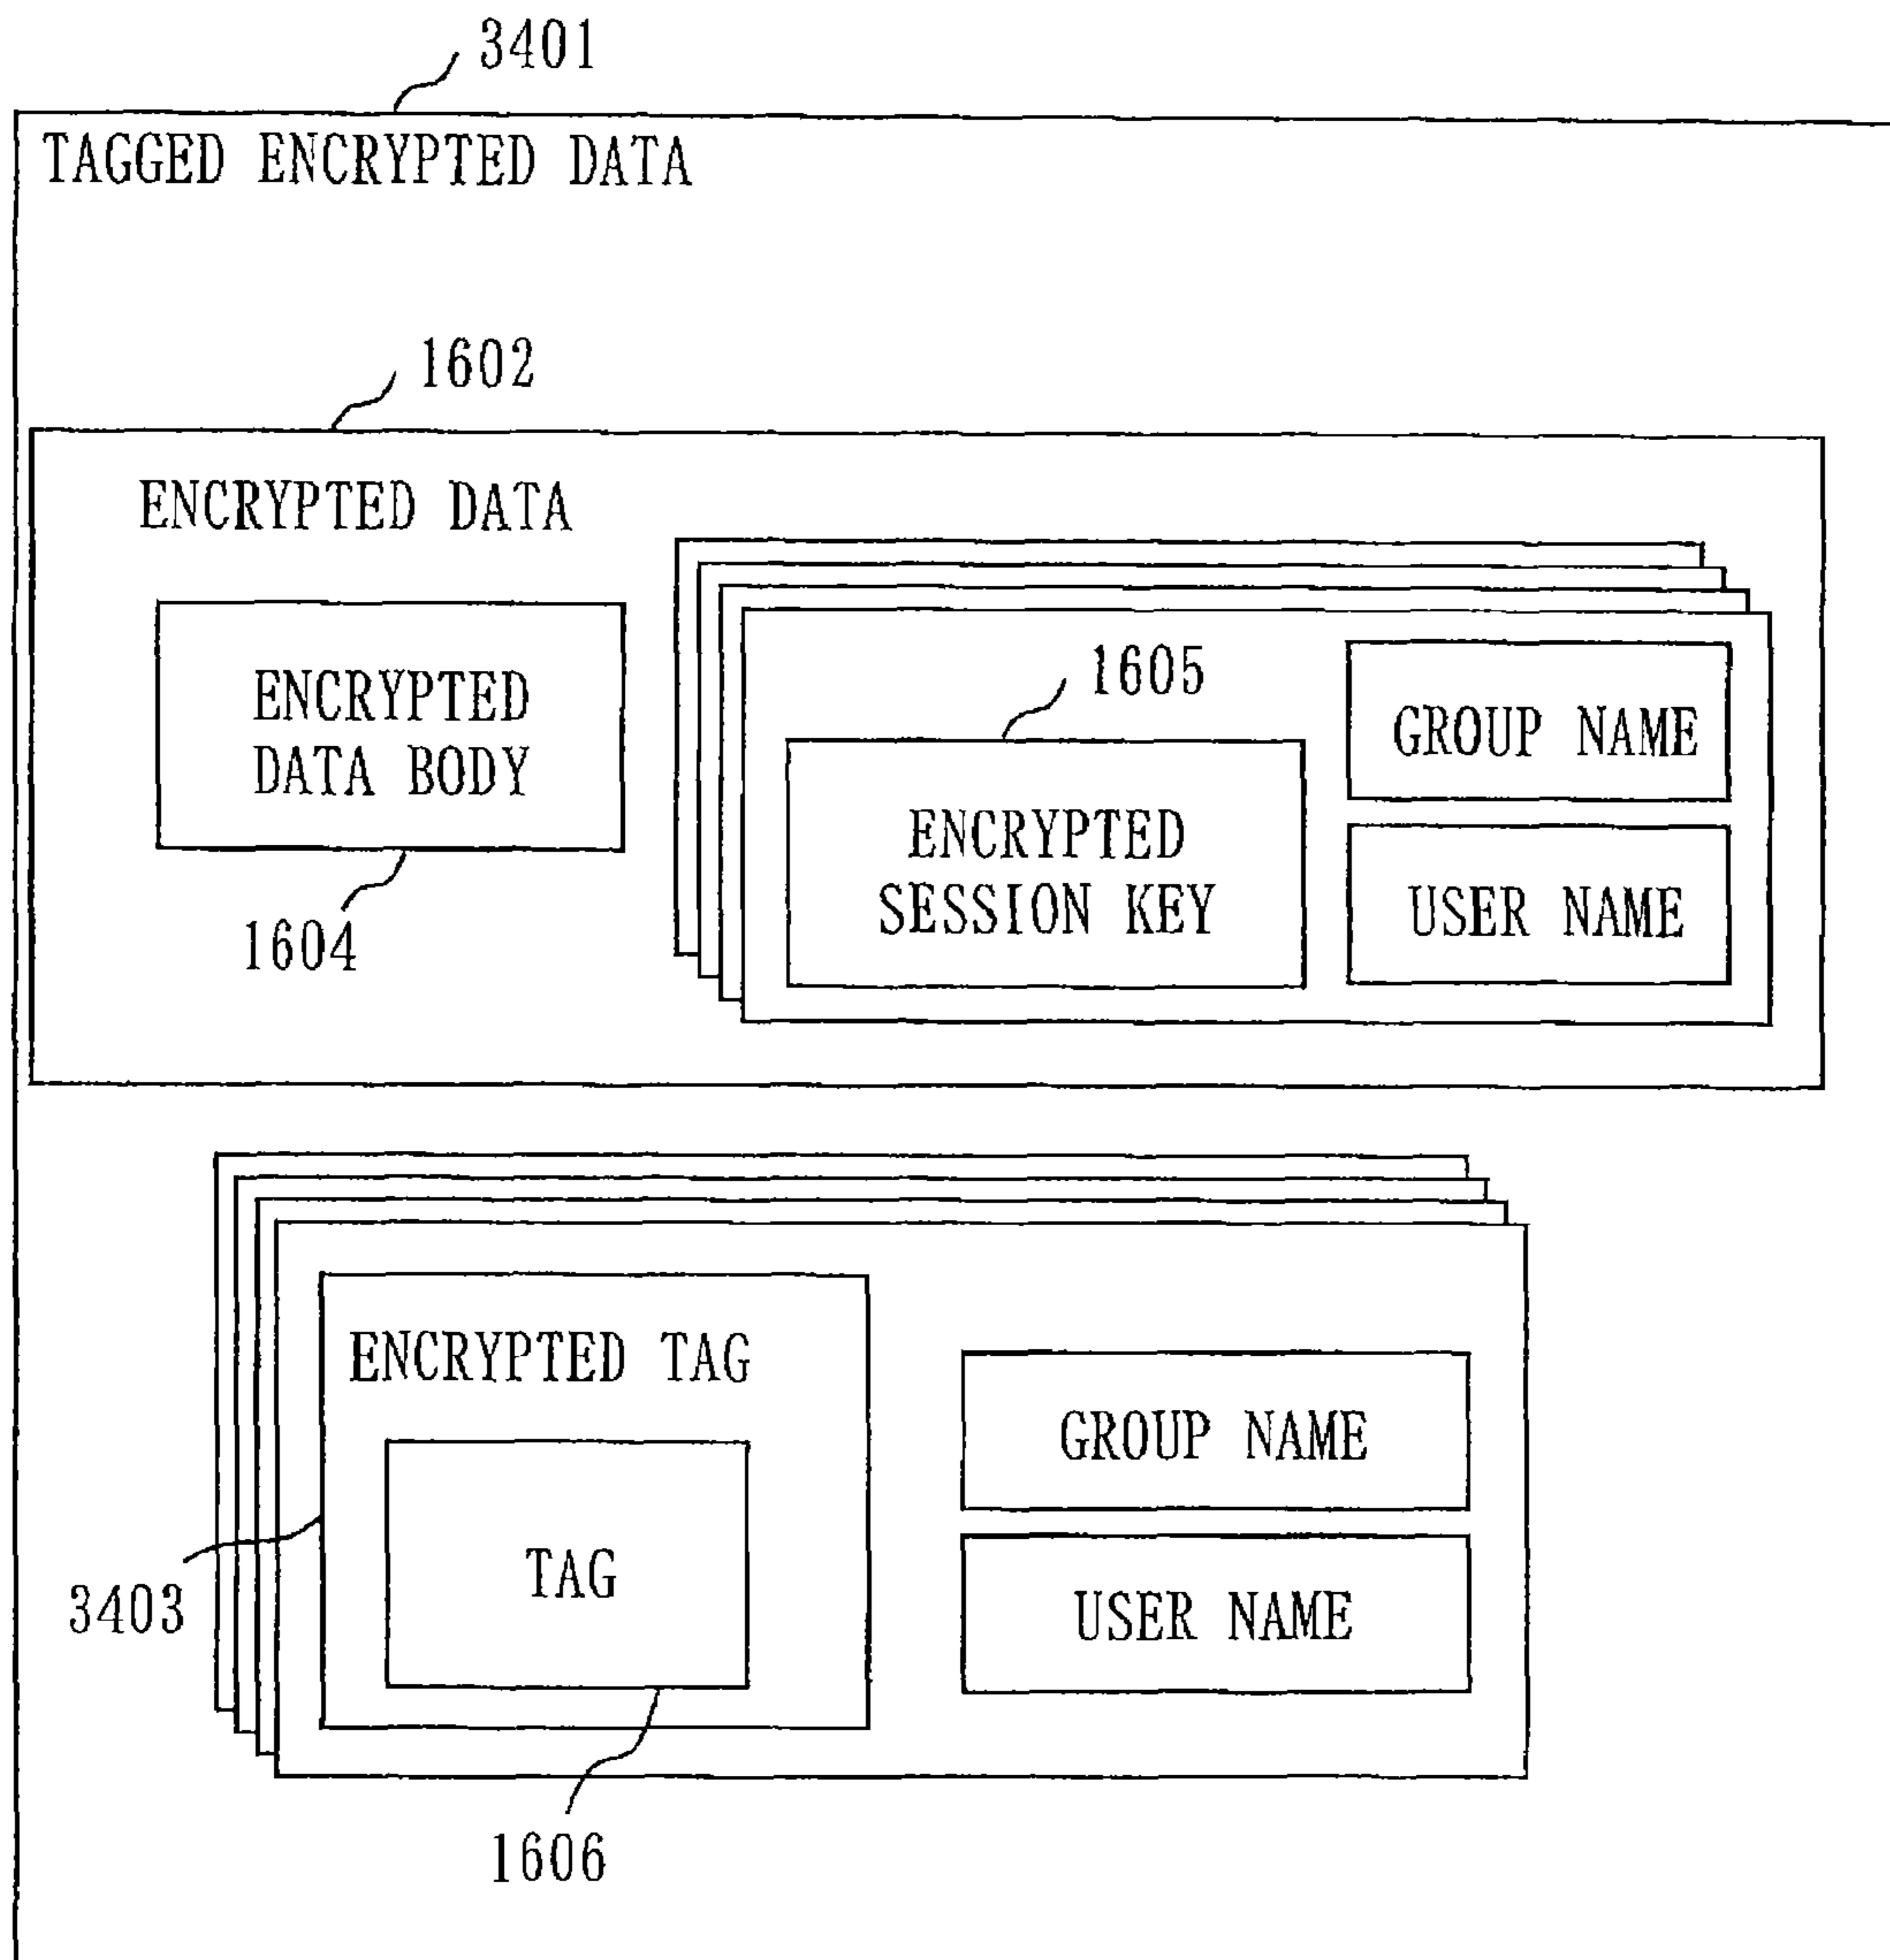 3401
TAGGED ENCRYPTED DATA
1602
ENCRYPTED DATA
ENCRYPTED
DATA BODY
1604
1605
ENCRYPTED
SESSION KEY
GROUP NAME
USER NAME
ENCRYPTED TAG
TAG
3403
1606
GROUP NAME
USER NAME